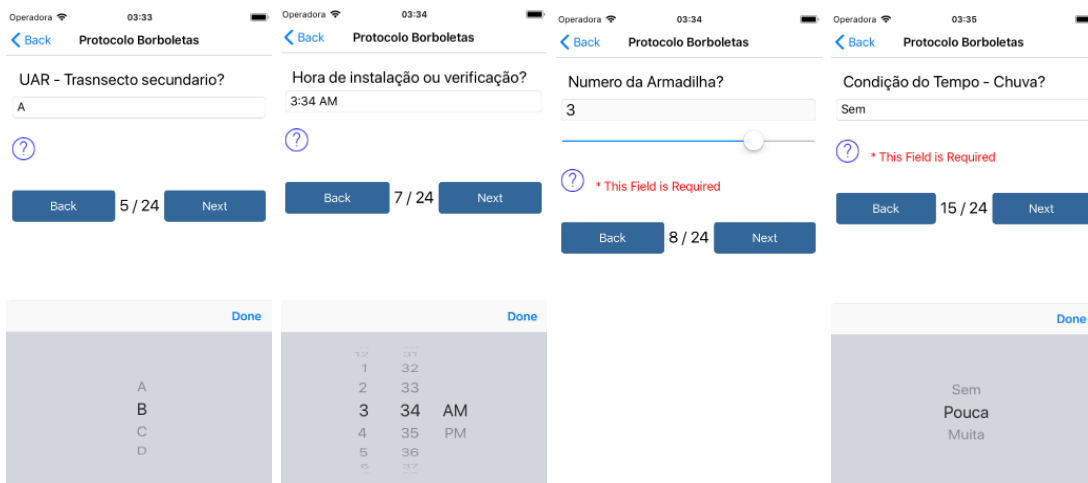 Operadora 03:33
Back Protocolo Borboletas
UAR - Trasnsecto secundario?
A
?
Back 5 / 24 Next
Done
A
B
C
D
Operadora 03:34
Back Protocolo Borboletas
Hora de instalação ou verificação?
3:34 AM
?
Back 7 / 24 Next
Done
12 31
1 32
2 33
3 34 AM
4 35 PM
5 36
6 37
Operadora 03:34
Back Protocolo Borboletas
Numero da Armadilha?
3
? * This Field is Required
Back 8 / 24 Next
Operadora 03:35
Back Protocolo Borboletas
Condição do Tempo - Chuva?
Sem
? * This Field is Required
Back 15 / 24 Next
Done
Sem
Pouca
Muita